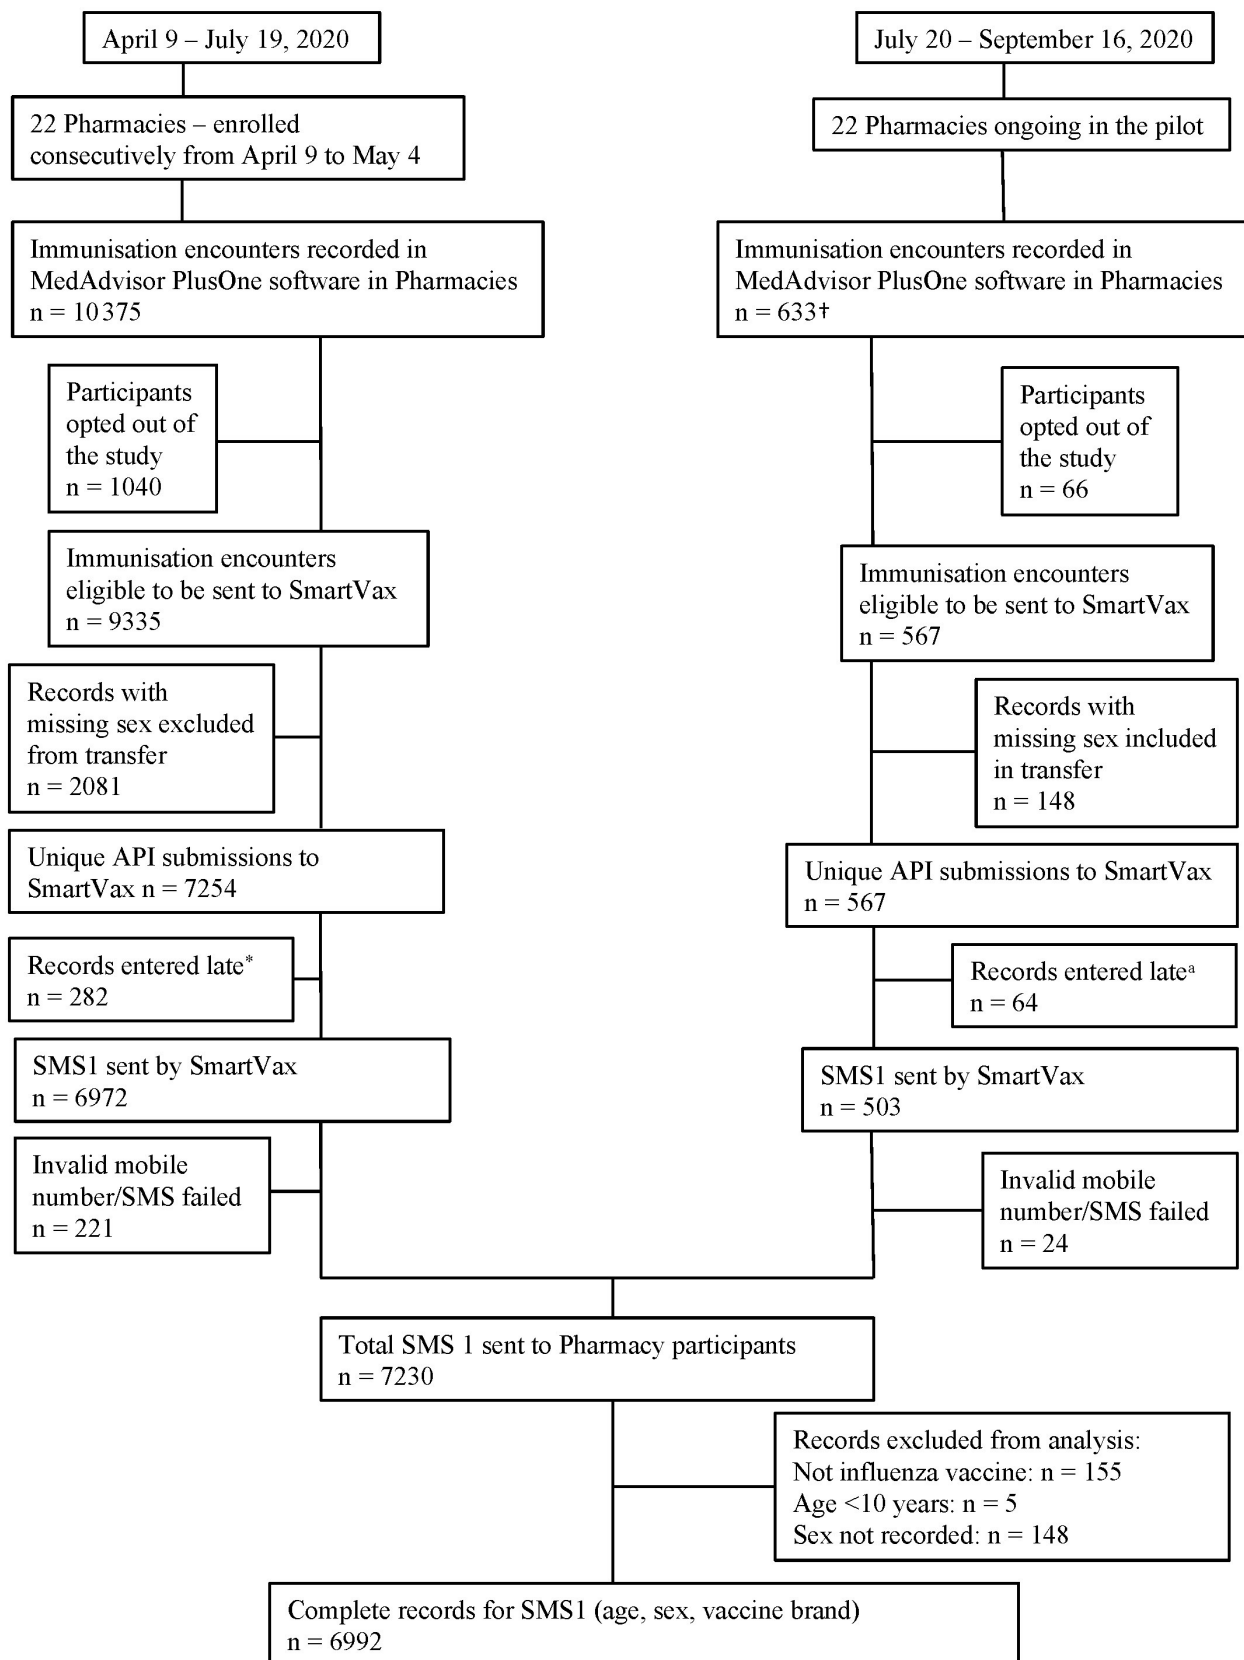 April 9 – July 19, 2020
22 Pharmacies – enrolled
consecutively from April 9 to May 4
Immunisation encounters recorded in
MedAdvisor PlusOne software in Pharmacies
n = 10 375
Participants
opted out of
the study
n = 1040
Immunisation encounters
eligible to be sent to SmartVax
n = 9335
Records with
missing sex excluded
from transfer
n = 2081
Unique API submissions to
SmartVax n = 7254
Records entered late*
n = 282
SMS1 sent by SmartVax
n = 6972
Invalid mobile
number/SMS failed
n = 221
July 20 – September 16, 2020
22 Pharmacies ongoing in the pilot
Immunisation encounters recorded in
MedAdvisor PlusOne software in Pharmacies
n = 633†
Participants
opted out of
the study
n = 66
Immunisation encounters
eligible to be sent to SmartVax
n = 567
Records with
missing sex included
in transfer
n = 148
Unique API submissions to SmartVax
n = 567
Records entered lateᵃ
n = 64
SMS1 sent by SmartVax
n = 503
Invalid mobile
number/SMS failed
n = 24
Total SMS 1 sent to Pharmacy participants
n = 7230
Records excluded from analysis:
Not influenza vaccine: n = 155
Age <10 years: n = 5
Sex not recorded: n = 148
Complete records for SMS1 (age, sex, vaccine brand)
n = 6992